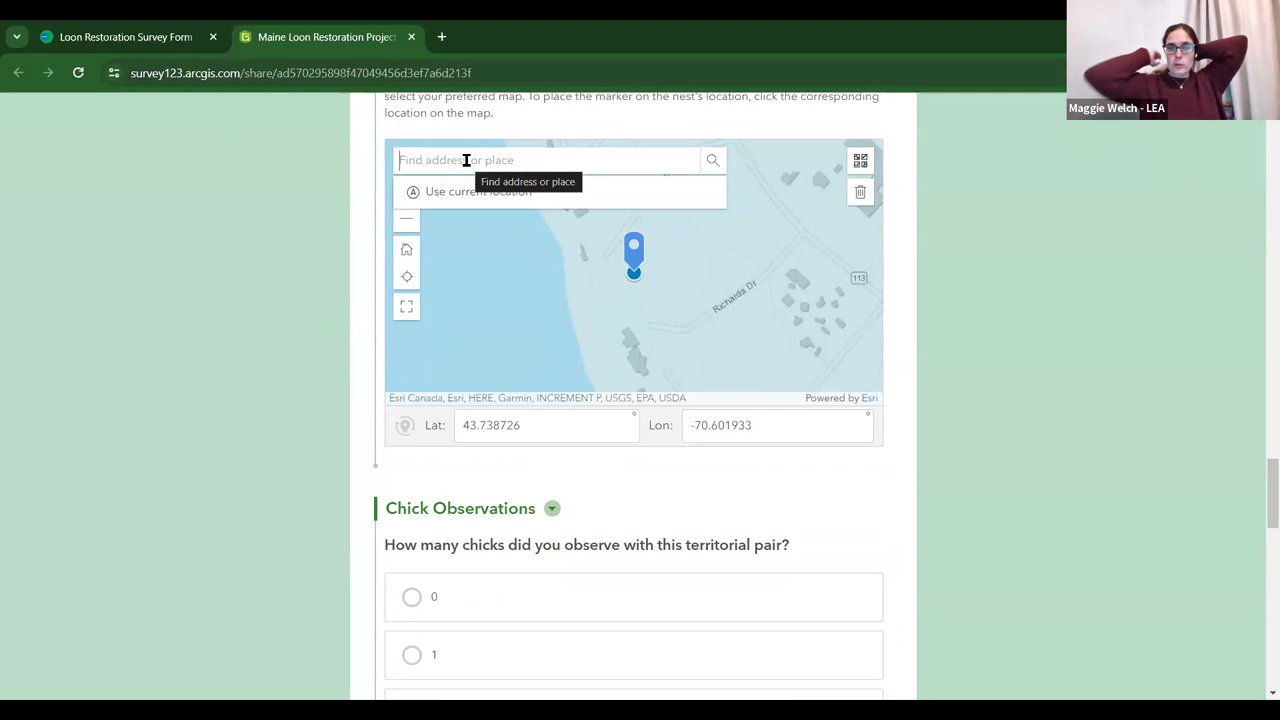 Loon Restoration Survey Form
Maine Loon Restoration Projec
survey123.arcgis.com/share/ad570295898f47049456d3ef7a6d213f
Maggie Welch - LEA
select your preferred map. To place the marker on the nest's location, click the corresponding
location on the map.
Find address or place
Find address or place
Use current location
113
Richards Dr
Esri Canada, Esri, HERE, Garmin, INCREMENT P, USGS, EPA, USDA
Powered by Esri
Lat:
43.738726
°
Lon:
-70.601933
°
Chick Observations
How many chicks did you observe with this territorial pair?
0
1